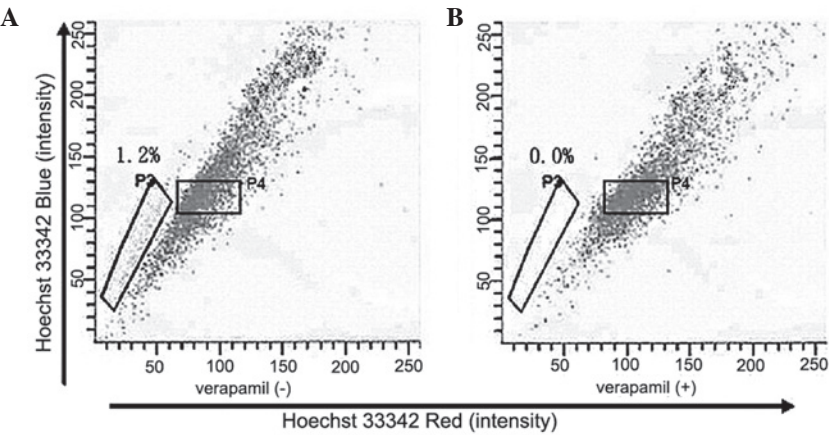 A
B
Hoechst 33342 Blue (intensity)
250
200
150
100
50
1.2%
P3
P4
50
100
150
200
250
verapamil (-)
250
200
150
100
50
0.0%
P3
P4
50
100
150
200
250
verapamil (+)
Hoechst 33342 Red (intensity)